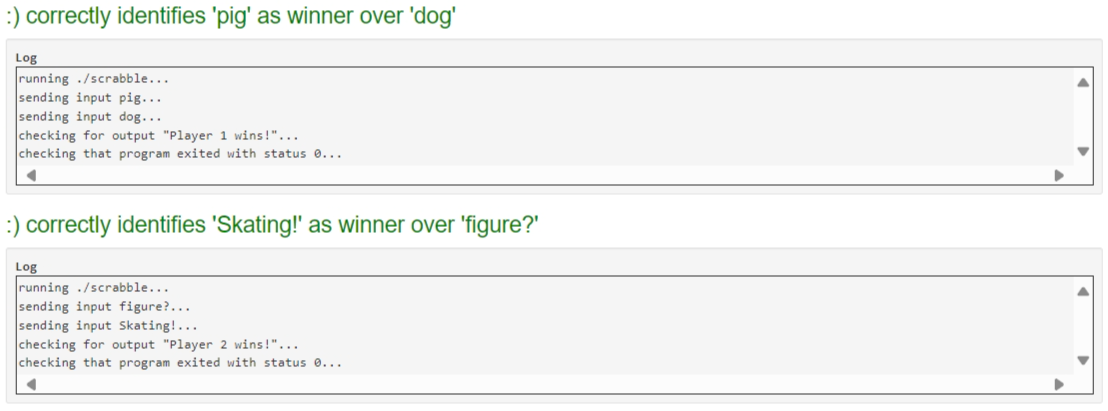 :) correctly identifies 'pig' as winner over 'dog'
Log
running ./scrabble...
sending input pig...
sending input dog...
checking for output "Player 1 wins!"...
checking that program exited with status 0...
:) correctly identifies 'Skating!' as winner over 'figure?'
Log
running ./scrabble...
sending input figure?...
sending input Skating!...
checking for output "Player 2 wins!"...
checking that program exited with status 0...